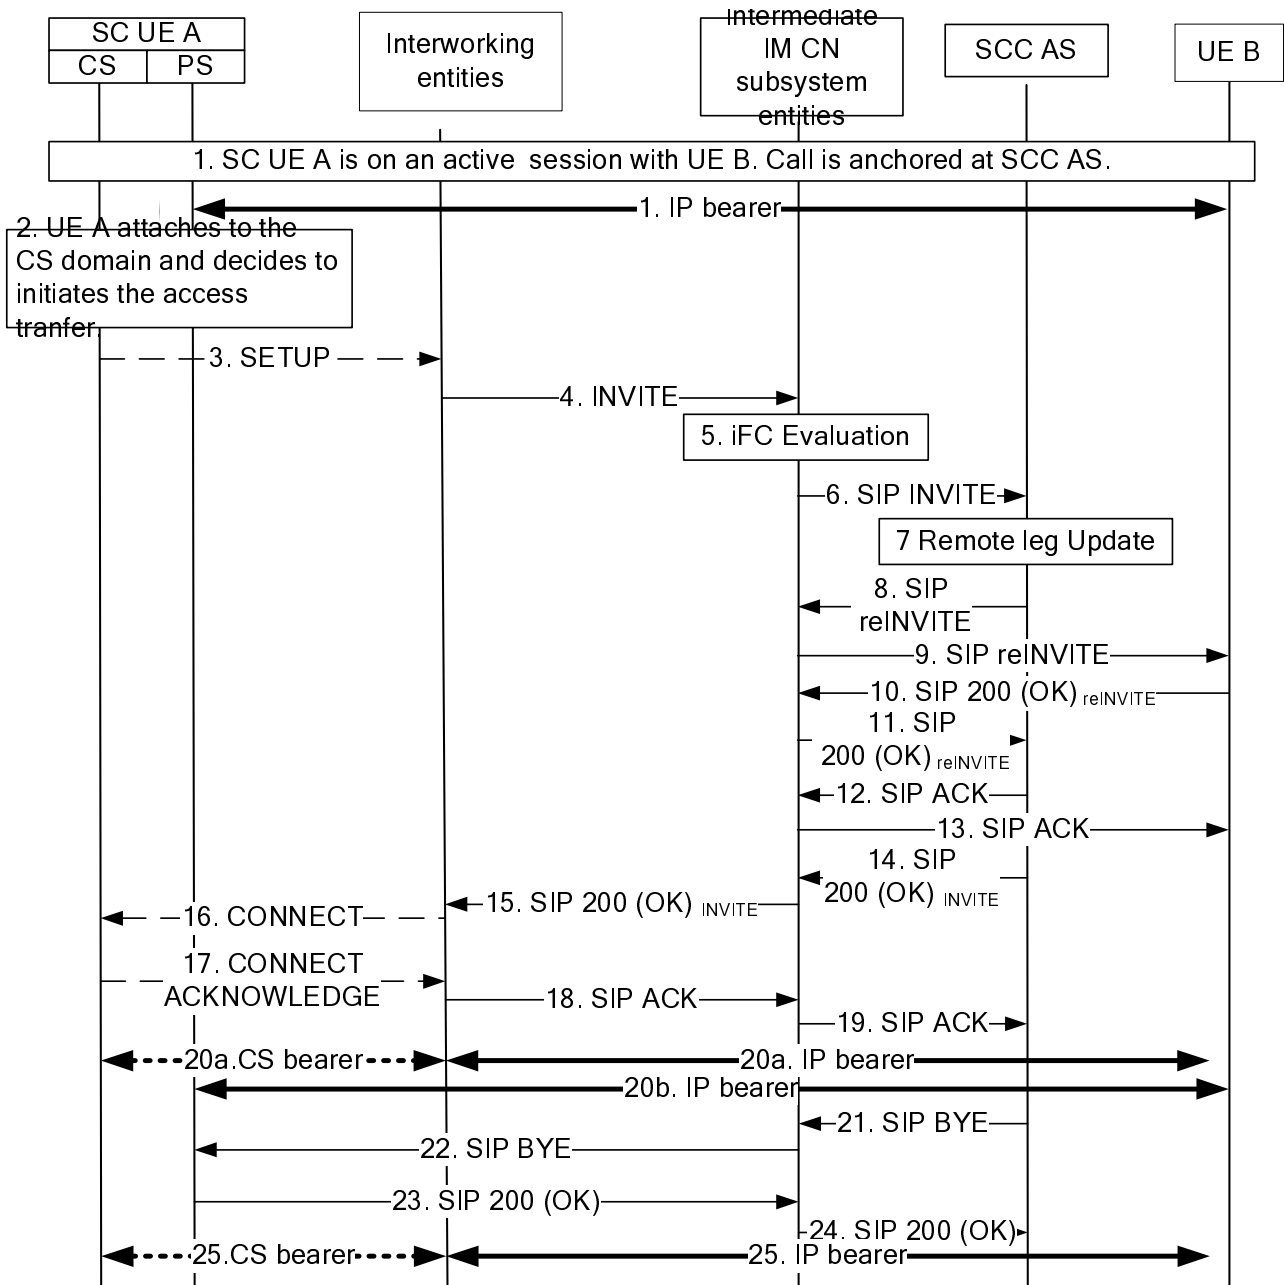 SC UE A
CS
PS
Interworking
entities
Intermediate
IM CN
subsystem
entities
SCC AS
UE B
1. SC UE A is on an active session with UE B. Call is anchored at SCC AS.
1. IP bearer
2. UE A attaches to the
CS domain and decides to
initiates the access
tranfer.
3. SETUP
4. INVITE
5. iFC Evaluation
6. SIP INVITE
7 Remote leg Update
8. SIP
reINVITE
9. SIP reINVITE
10. SIP 200 (OK) reINVITE
11. SIP
200 (OK) reINVITE
12. SIP ACK
13. SIP ACK
14. SIP
200 (OK) INVITE
15. SIP 200 (OK) INVITE
16. CONNECT
17. CONNECT
ACKNOWLEDGE
18. SIP ACK
19. SIP ACK
20a.CS bearer
20a. IP bearer
20b. IP bearer
21. SIP BYE
22. SIP BYE
23. SIP 200 (OK)
24. SIP 200 (OK)
25.CS bearer
25. IP bearer